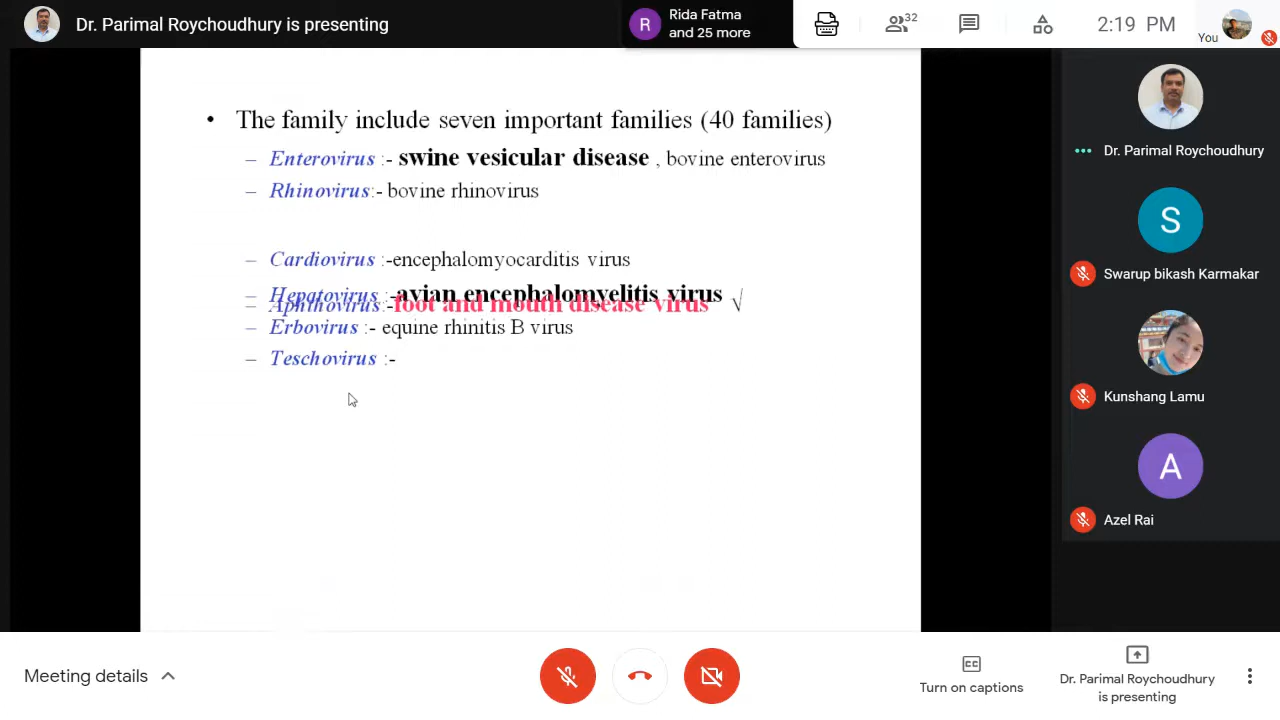 Dr. Parimal Roychoudhury is presenting
R
Rida Fatma
and 25 more
32
2:19 PM
You
• The family include seven important families (40 families)
– Enterovirus :- swine vesicular disease , bovine enterovirus
– Rhinovirus:- bovine rhinovirus
– Cardiovirus :-encephalomyocarditis virus
– Hepatovirus :-avian encephalomyelitis virus
– Aphthovirus:-foot and mouth disease virus √
– Erbovirus :- equine rhinitis B virus
– Teschovirus :-
Dr. Parimal Roychoudhury
S
Swarup bikash Karmakar
Kunshang Lamu
A
Azel Rai
Meeting details
CC
Turn on captions
Dr. Parimal Roychoudhury
is presenting